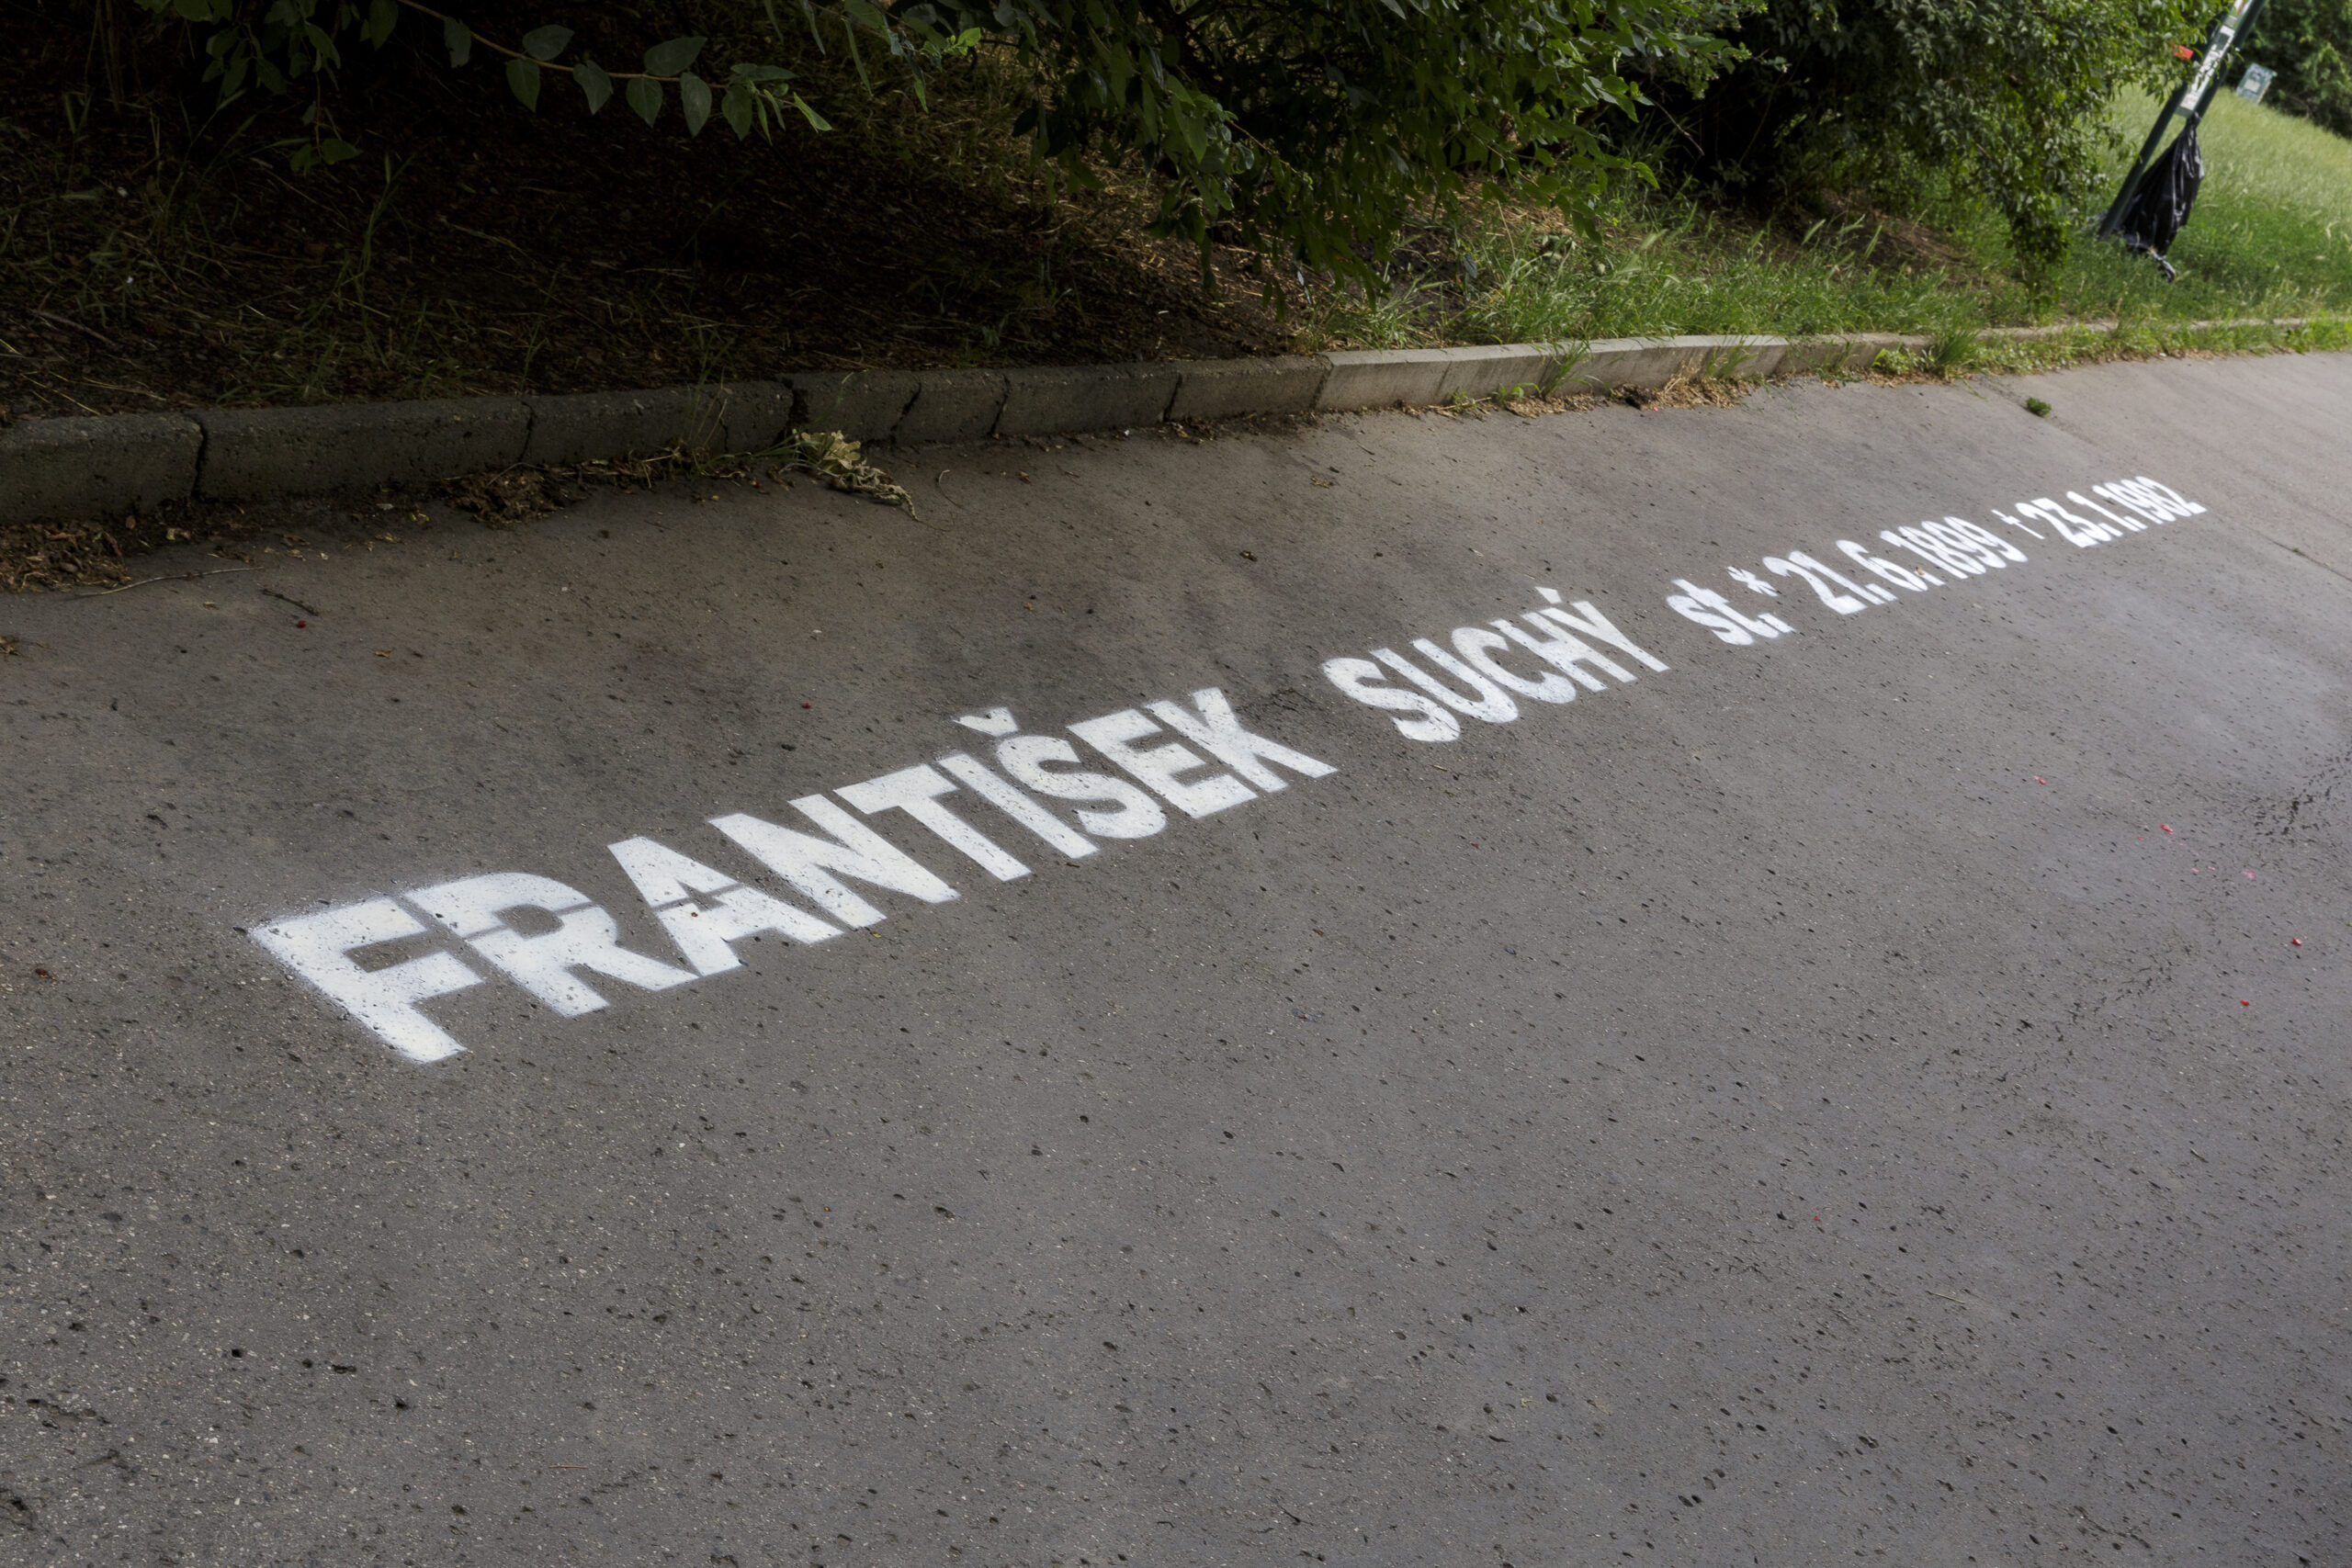 FRANTIŠEK SUCHÝ st. * 21.6.1899 † 23.1.1982